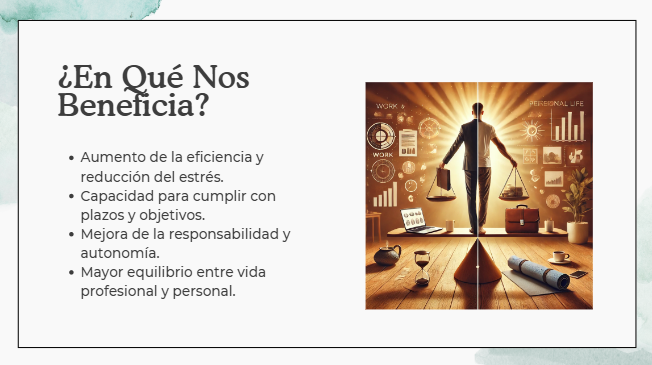 ¿En Qué Nos
Beneficia?
• Aumento de la eficiencia y
reducción del estrés.
• Capacidad para cumplir con
plazos y objetivos.
• Mejora de la responsabilidad y
autonomía.
• Mayor equilibrio entre vida
profesional y personal.
WORK &
WORK
LIFE